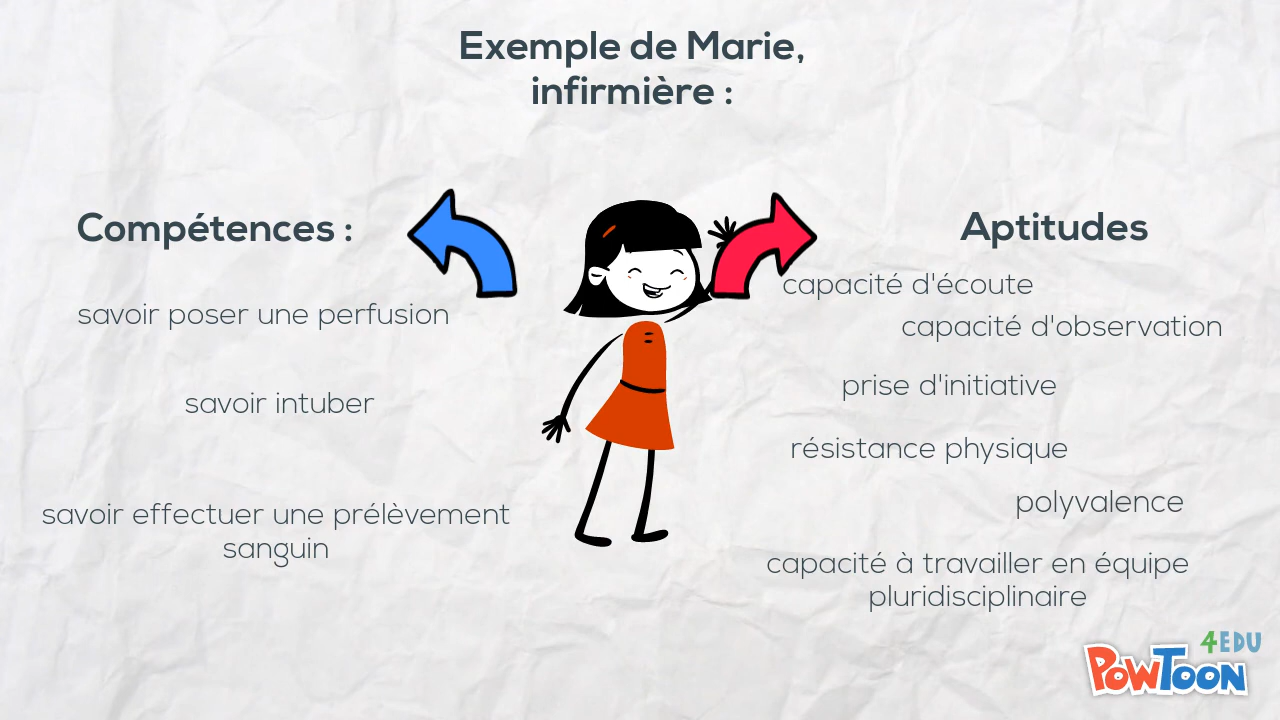 Exemple de Marie,
infirmière :
Compétences :
savoir poser une perfusion
savoir intuber
savoir effectuer une prélèvement
sanguin
Aptitudes
capacité d'écoute
capacité d'observation
prise d'initiative
résistance physique
polyvalence
capacité à travailler en équipe
pluridisciplinaire
4EDU
POWTOON